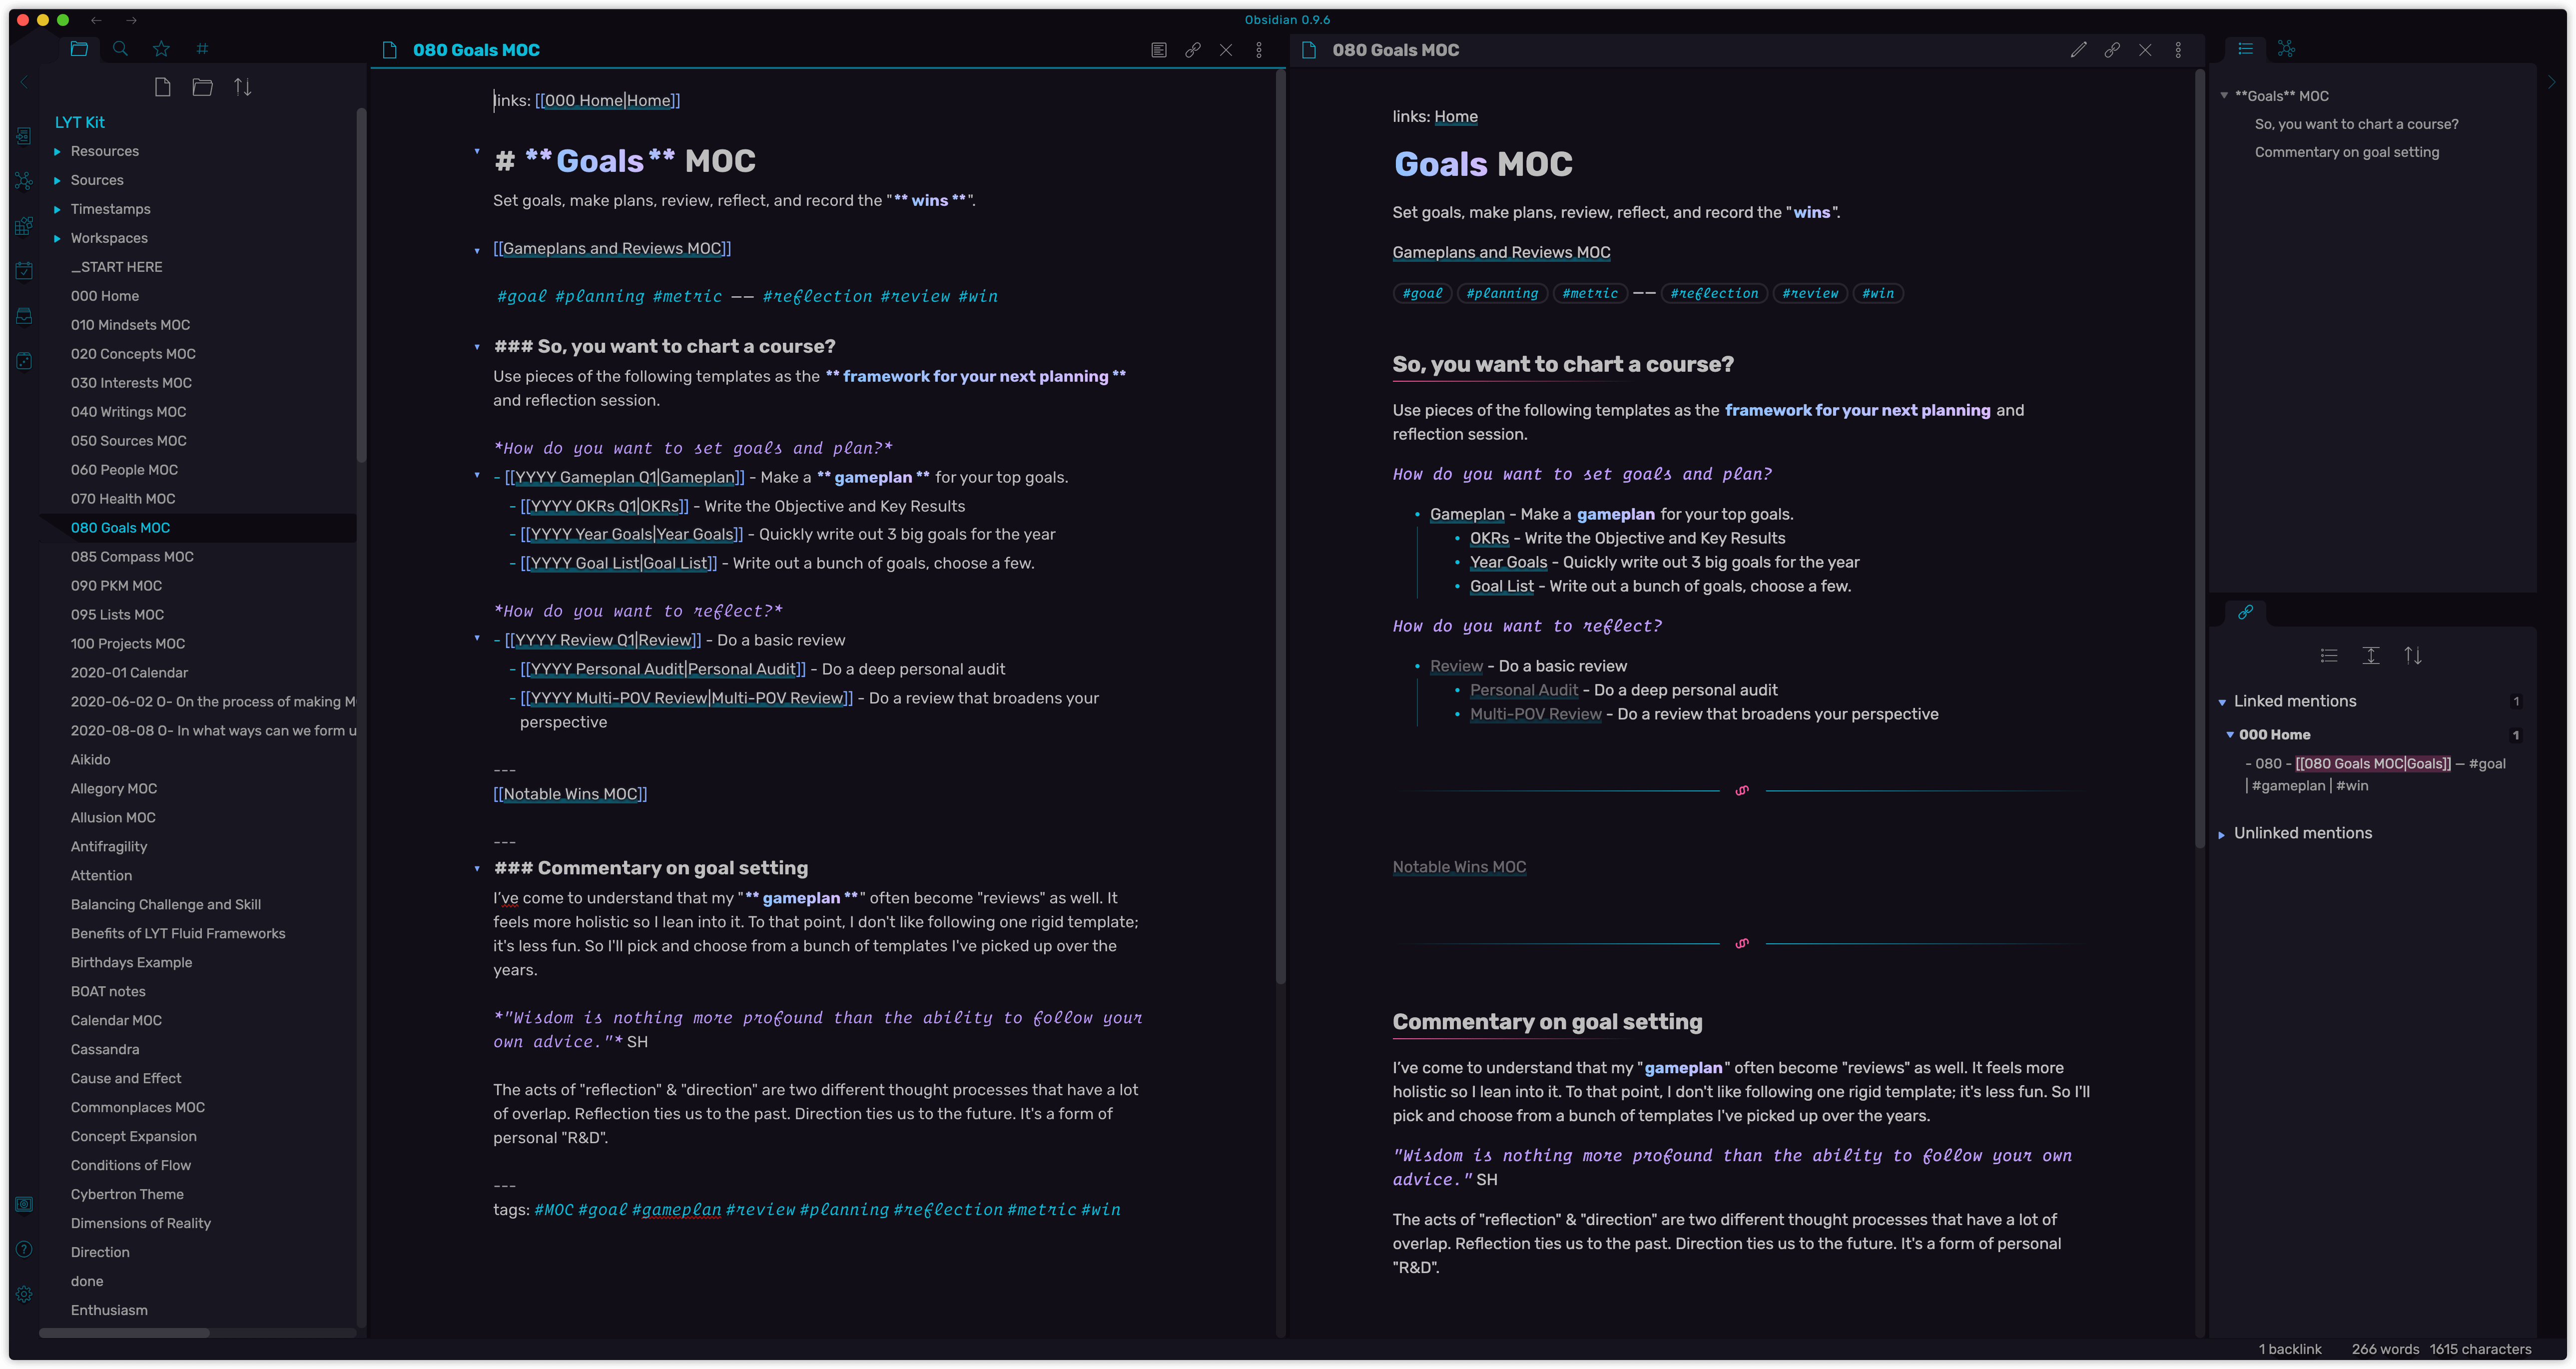 Obsidian 0.9.6
LYT Kit
Resources
Sources
Timestamps
Workspaces
_START HERE
000 Home
010 Mindsets MOC
020 Concepts MOC
030 Interests MOC
040 Writings MOC
050 Sources MOC
060 People MOC
070 Health MOC
080 Goals MOC
085 Compass MOC
090 PKM MOC
095 Lists MOC
100 Projects MOC
2020-01 Calendar
2020-06-02 O- On the process of making M
2020-08-08 O- In what ways can we form u
Aikido
Allegory MOC
Allusion MOC
Antifragility
Attention
Balancing Challenge and Skill
Benefits of LYT Fluid Frameworks
Birthdays Example
BOAT notes
Calendar MOC
Cassandra
Cause and Effect
Commonplaces MOC
Concept Expansion
Conditions of Flow
Cybertron Theme
Dimensions of Reality
Direction
done
Enthusiasm
080 Goals MOC
links: [[000 Home|Home]]
# **Goals** MOC
Set goals, make plans, review, reflect, and record the "** wins **".
[[Gameplans and Reviews MOC]]
#goal #planning #metric -- #reflection #review #win
### So, you want to chart a course?
Use pieces of the following templates as the ** framework for your next planning **
and reflection session.
*How do you want to set goals and plan?*
- [[YYYY Gameplan Q1|Gameplan]] - Make a ** gameplan ** for your top goals.
- [[YYYY OKRs Q1|OKRs]] - Write the Objective and Key Results
- [[YYYY Year Goals|Year Goals]] - Quickly write out 3 big goals for the year
- [[YYYY Goal List|Goal List]] - Write out a bunch of goals, choose a few.
*How do you want to reflect?*
- [[YYYY Review Q1|Review]] - Do a basic review
- [[YYYY Personal Audit|Personal Audit]] - Do a deep personal audit
- [[YYYY Multi-POV Review|Multi-POV Review]] - Do a review that broadens your
perspective
---
[[Notable Wins MOC]]
---
### Commentary on goal setting
I've come to understand that my "** gameplan **" often become "reviews" as well. It
feels more holistic so I lean into it. To that point, I don't like following one rigid template;
it's less fun. So I'll pick and choose from a bunch of templates I've picked up over the
years.
*"Wisdom is nothing more profound than the ability to follow your
own advice."* SH
The acts of "reflection" & "direction" are two different thought processes that have a lot
of overlap. Reflection ties us to the past. Direction ties us to the future. It's a form of
personal "R&D".
---
tags: #MOC #goal #gameplan #review #planning #reflection #metric #win
080 Goals MOC
links: Home
Goals MOC
Set goals, make plans, review, reflect, and record the "wins".
Gameplans and Reviews MOC
#goal #planning #metric -- #reflection #review #win
So, you want to chart a course?
Use pieces of the following templates as the framework for your next planning and
reflection session.
How do you want to set goals and plan?
• Gameplan - Make a gameplan for your top goals.
• OKRs - Write the Objective and Key Results
• Year Goals - Quickly write out 3 big goals for the year
• Goal List - Write out a bunch of goals, choose a few.
How do you want to reflect?
• Review - Do a basic review
• Personal Audit - Do a deep personal audit
• Multi-POV Review - Do a review that broadens your perspective
Notable Wins MOC
Commentary on goal setting
I've come to understand that my "gameplan" often become "reviews" as well. It feels more
holistic so I lean into it. To that point, I don't like following one rigid template; it's less fun. So I'll
pick and choose from a bunch of templates I've picked up over the years.
"Wisdom is nothing more profound than the ability to follow your own
advice." SH
The acts of "reflection" & "direction" are two different thought processes that have a lot of
overlap. Reflection ties us to the past. Direction ties us to the future. It's a form of personal
"R&D".
**Goals** MOC
So, you want to chart a course?
Commentary on goal setting
Linked mentions 1
000 Home 1
- 080 - [[080 Goals MOC|Goals]] — #goal
| #gameplan | #win
Unlinked mentions
1 backlink 266 words 1615 characters